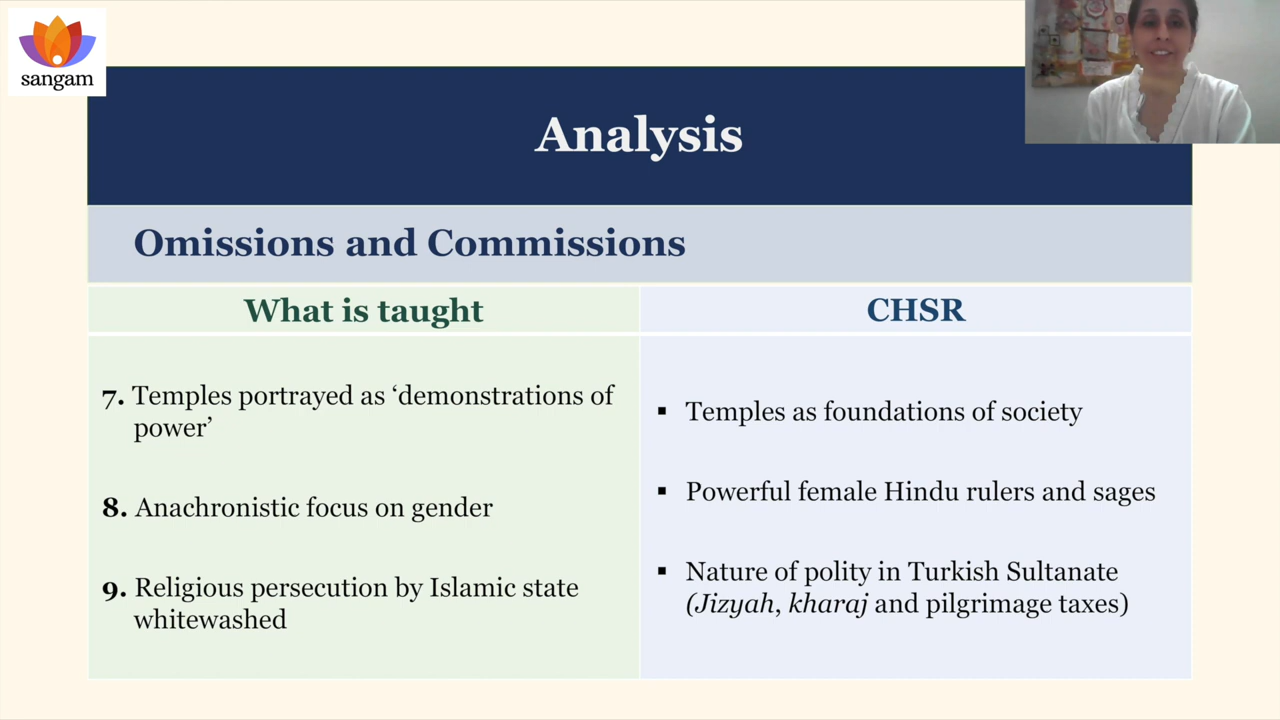 sangam
Analysis
Omissions and Commissions
What is taught
CHSR
7. Temples portrayed as ‘demonstrations of
power’
8. Anachronistic focus on gender
9. Religious persecution by Islamic state
whitewashed
▪ Temples as foundations of society
▪ Powerful female Hindu rulers and sages
▪ Nature of polity in Turkish Sultanate
(Jizyah, kharaj and pilgrimage taxes)